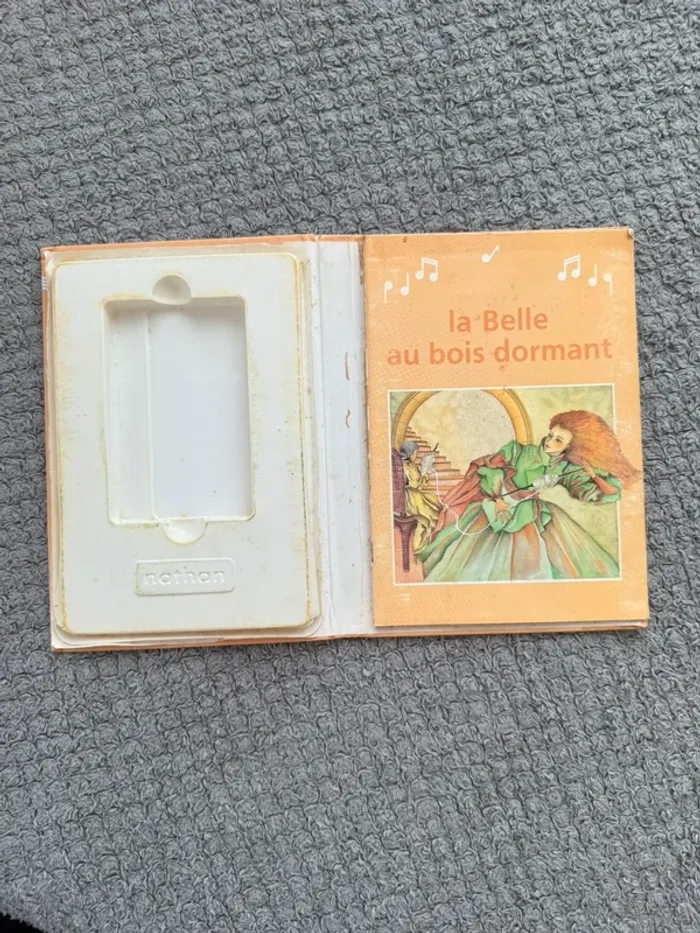 nathan
la Belle
au bois dormant